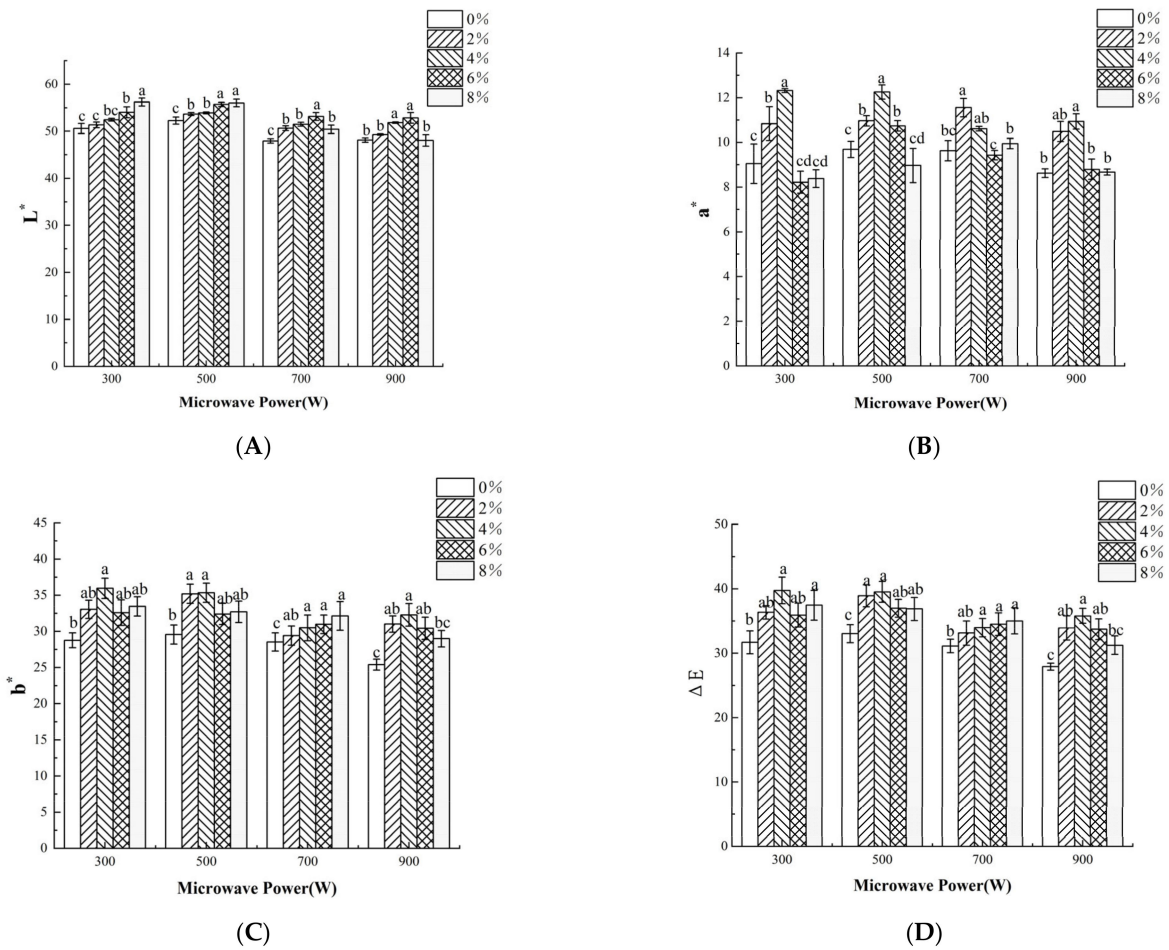 0%
2%
4%
6%
8%
60
50
40
30
20
10
0
L*
c c bc b a
c b b a a
c b b a b
b b a a b
300 500 700 900
Microwave Power(W)
(A)
0%
2%
4%
6%
8%
14
12
10
8
6
4
2
0
a*
c b a cd cd
c b a b cd
bc a ab c b
b ab a b b
300 500 700 900
Microwave Power(W)
(B)
0%
2%
4%
6%
8%
45
40
35
30
25
20
15
10
5
0
b*
b ab a ab ab
b a a ab ab
c ab a a a
c ab a ab bc
300 500 700 900
Microwave Power(W)
(C)
0%
2%
4%
6%
8%
50
40
30
20
10
0
Δ E
b ab a ab a
c a a ab ab
b ab a a a
c ab a ab bc
300 500 700 900
Microwave Power(W)
(D)